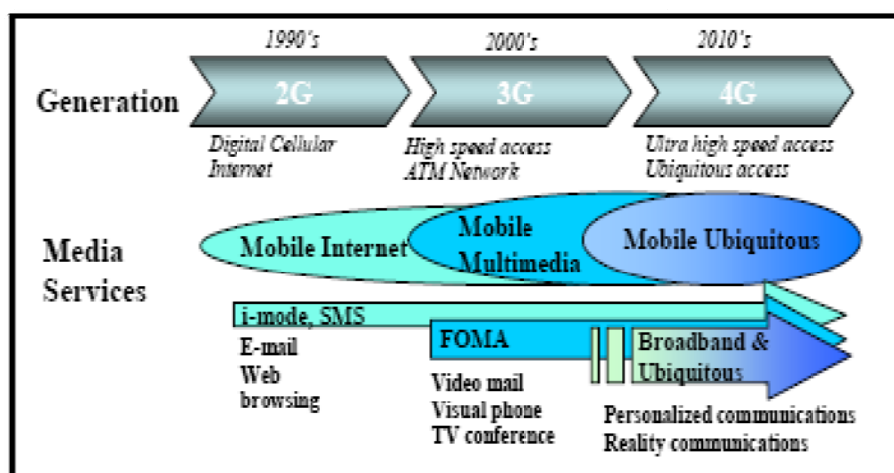 1990's
2000's
2010's
Generation
2G
3G
4G
Digital Cellular
Internet
High speed access
ATM Network
Ultra high speed access
Ubiquitous access
Media
Services
Mobile Internet
Mobile
Multimedia
Mobile Ubiquitous
i-mode, SMS
E-mail
Web
browsing
FOMA
Video mail
Visual phone
TV conference
Broadband &
Ubiquitous
Personalized communications
Reality communications